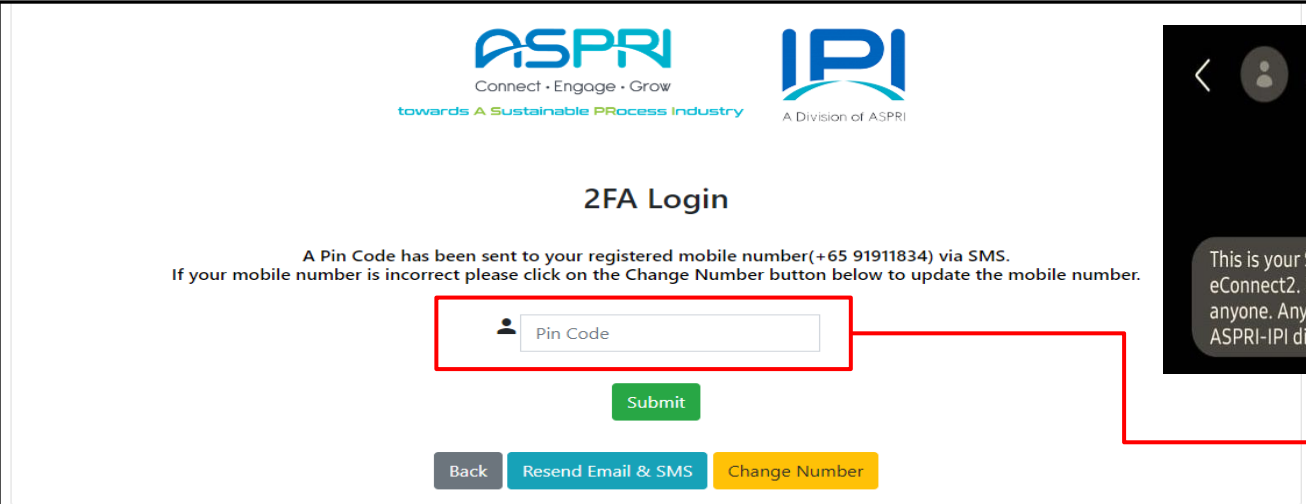 ASPRI
Connect • Engage • Grow
towards A Sustainable PRocess Industry
IPI
A Division of ASPRI
2FA Login
A Pin Code has been sent to your registered mobile number(+65 91911834) via SMS.
If your mobile number is incorrect please click on the Change Number button below to update the mobile number.
Pin Code
Submit
Back
Resend Email & SMS
Change Number
This is your
eConnect2.
anyone. Any
ASPRI-IPI